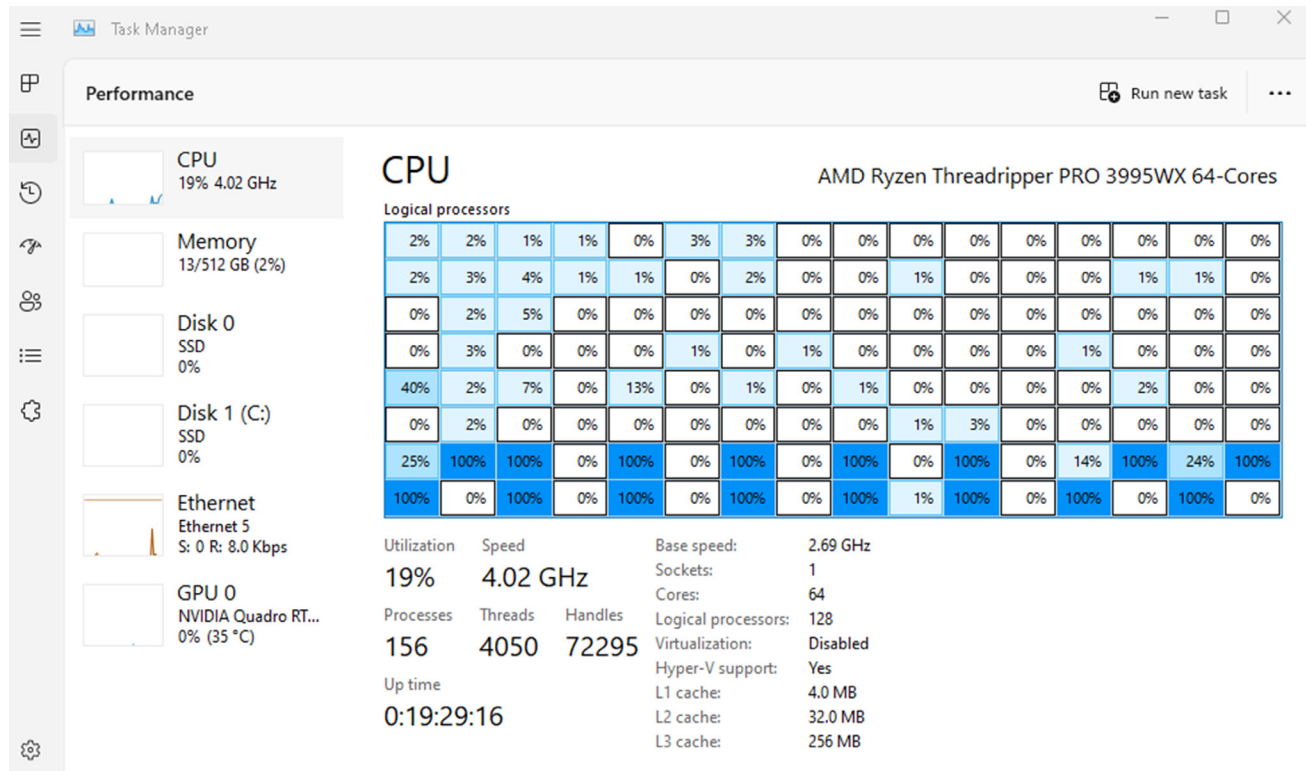 Task Manager
Performance
Run new task
CPU
19% 4.02 GHz
Memory
13/512 GB (2%)
Disk 0
SSD
0%
Disk 1 (C:)
SSD
0%
Ethernet
Ethernet 5
S: 0 R: 8.0 Kbps
GPU 0
NVIDIA Quadro RT...
0% (35 °C)
CPU
AMD Ryzen Threadripper PRO 3995WX 64-Cores
Logical processors
2% 2% 1% 1% 0% 3% 3% 0% 0% 0% 0% 0% 0% 0% 0% 0%
2% 3% 4% 1% 1% 0% 2% 0% 0% 1% 0% 0% 0% 1% 1% 0%
0% 2% 5% 0% 0% 0% 0% 0% 0% 0% 0% 0% 0% 0% 0% 0%
0% 3% 0% 0% 0% 1% 0% 1% 0% 0% 0% 0% 1% 0% 0% 0%
40% 2% 7% 0% 13% 0% 1% 0% 1% 0% 0% 0% 0% 2% 0% 0%
0% 2% 0% 0% 0% 0% 0% 0% 0% 1% 3% 0% 0% 0% 0% 0%
25% 100% 100% 0% 100% 0% 100% 0% 100% 0% 100% 0% 14% 100% 24% 100%
100% 0% 100% 0% 100% 0% 100% 0% 100% 1% 100% 0% 100% 0% 100% 0%
Utilization Speed
19% 4.02 GHz
Processes Threads Handles
156 4050 72295
Up time
0:19:29:16
Base speed: 2.69 GHz
Sockets: 1
Cores: 64
Logical processors: 128
Virtualization: Disabled
Hyper-V support: Yes
L1 cache: 4.0 MB
L2 cache: 32.0 MB
L3 cache: 256 MB